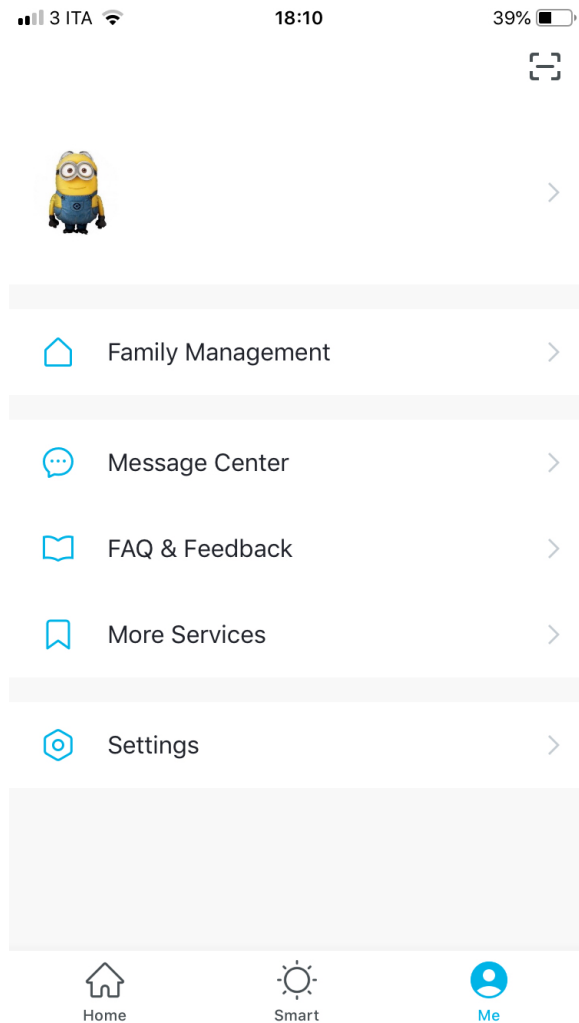 3 ITA 18:10 39%
Family Management
Message Center
FAQ & Feedback
More Services
Settings
Home Smart Me